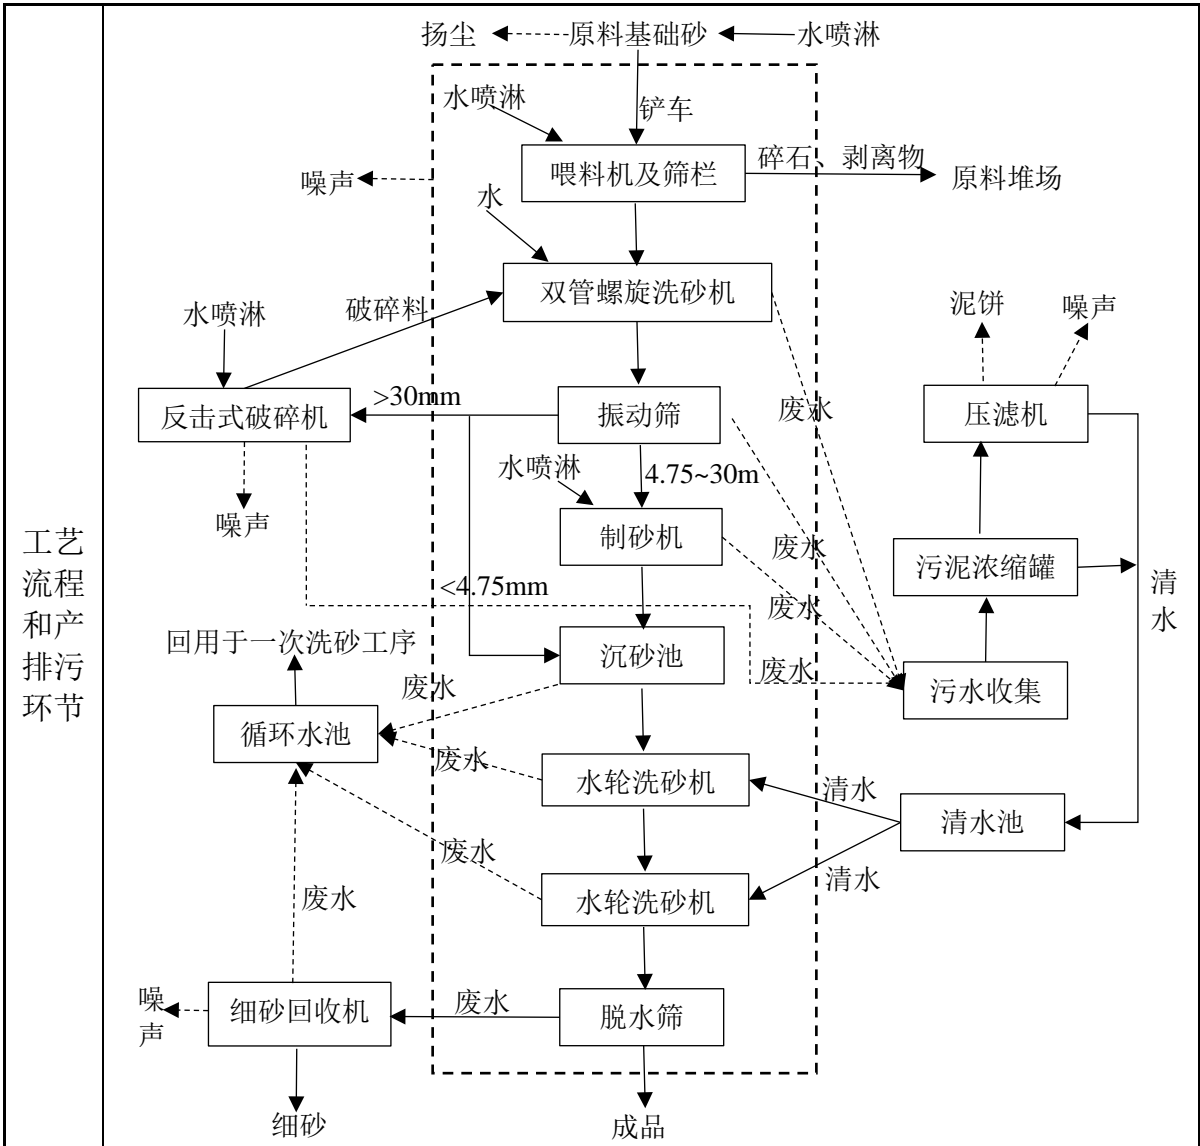 扬尘
原料基础砂
水喷淋
水喷淋
铲车
喂料机及筛栏
碎石、剥离物
原料堆场
噪声
水
双管螺旋洗砂机
破碎料
水喷淋
泥饼
噪声
反击式破碎机
>30mm
振动筛
废水
压滤机
水喷淋
4.75~30m
噪声
制砂机
废水
污泥浓缩罐
工艺
流程
和产
排污
环节
<4.75mm
废水
清
水
回用于一次洗砂工序
沉砂池
废水
污水收集
废水
循环水池
废水
水轮洗砂机
清水
清水池
废水
水轮洗砂机
清水
废水
噪
声
细砂回收机
废水
脱水筛
细砂
成品